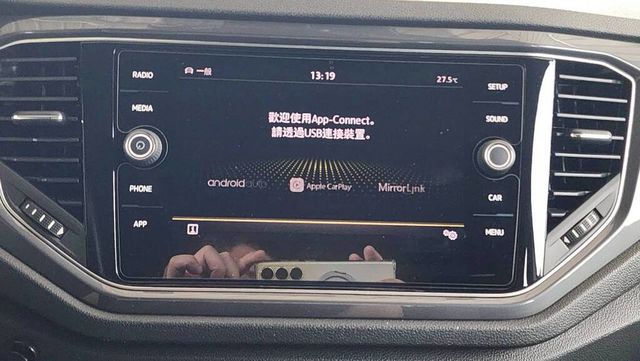 RADIO
MEDIA
PHONE
APP
一般
13:19
27.5℃
歡迎使用App-Connect。
請透過USB連接裝置。
androidauto
Apple CarPlay
MirrorLink
SETUP
SOUND
CAR
MENU